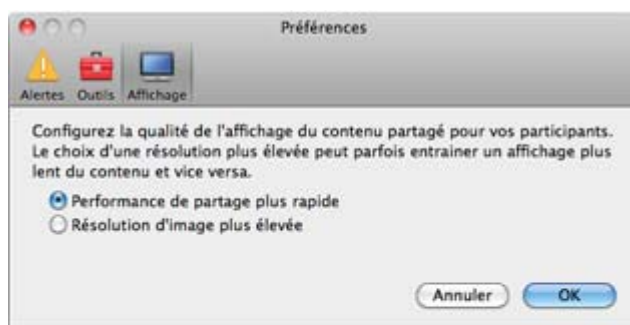 Préférences
Alertes Outils Affichage
Configurez la qualité de l'affichage du contenu partagé pour vos participants.
Le choix d'une résolution plus élevée peut parfois entrainer un affichage plus
lent du contenu et vice versa.
Performance de partage plus rapide
Résolution d'image plus élevée
Annuler OK